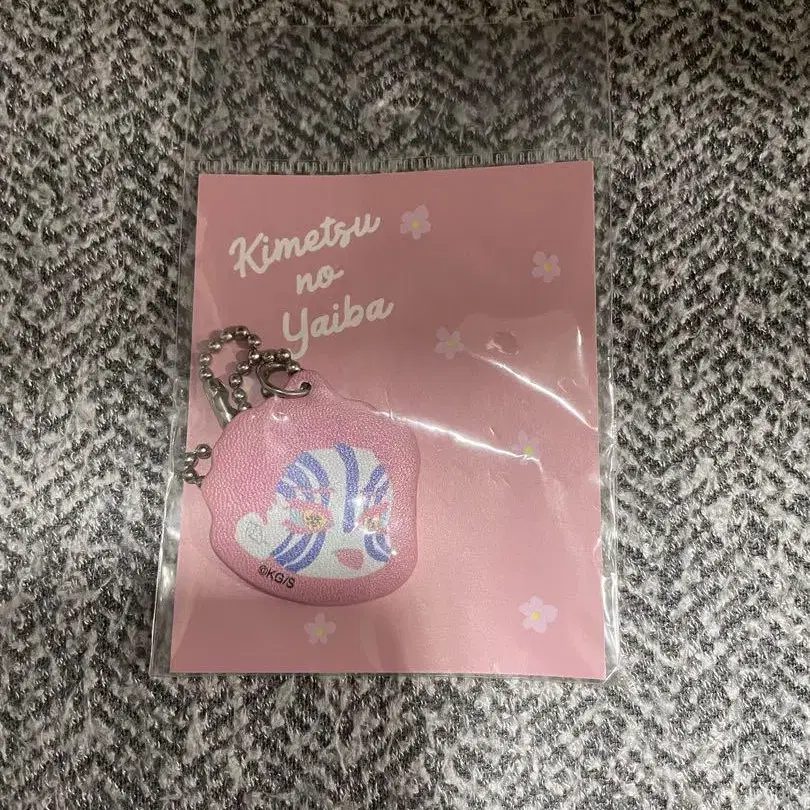 Kimetsu
no
Yaiba
©KG/S